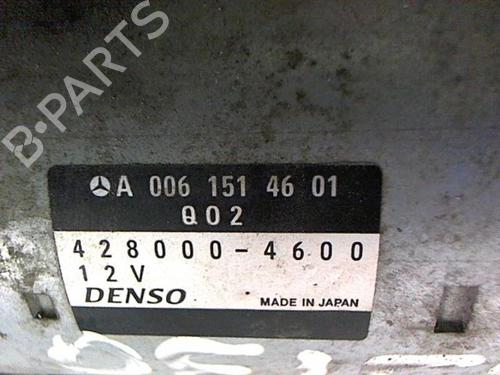 B-PARTS
A 006 151 46 01
Q02
428000-4600
12V
DENSO
MADE IN JAPAN